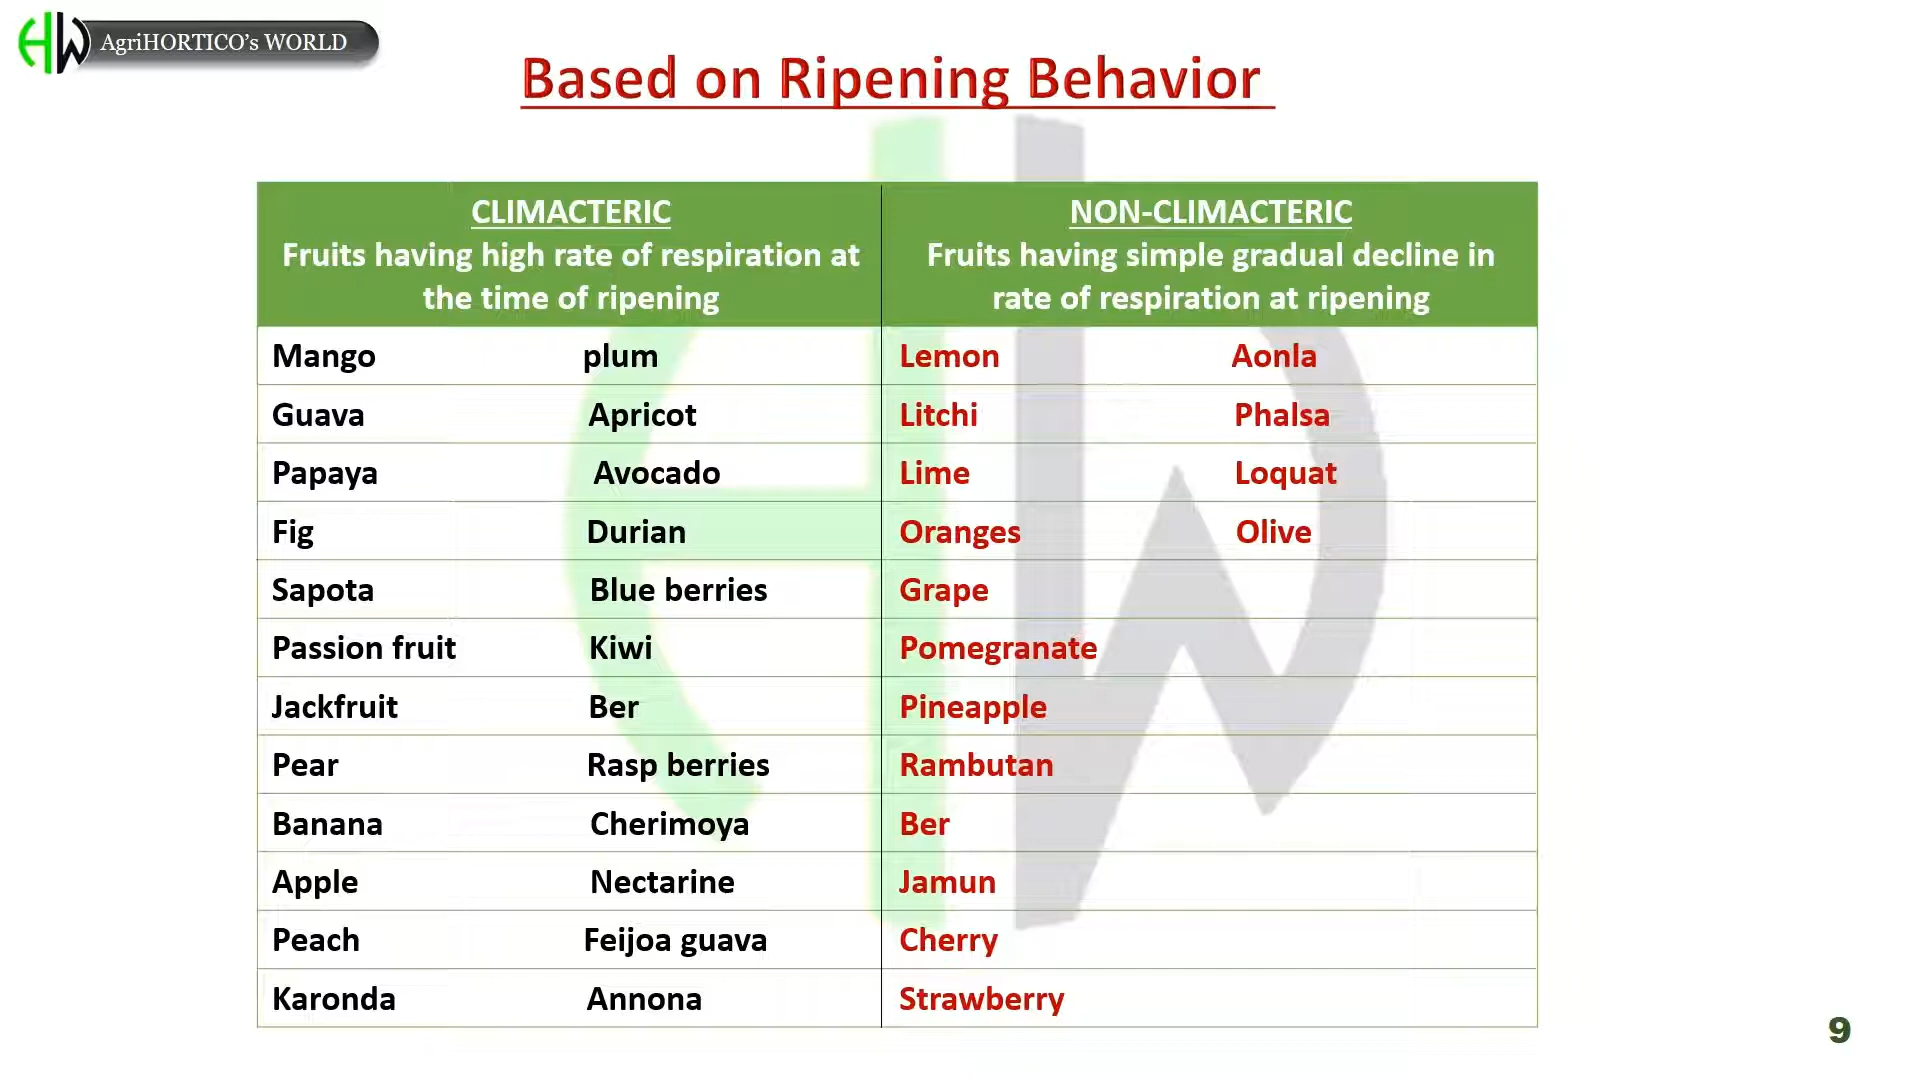 AgriHORTICO's WORLD
Based on Ripening Behavior
CLIMACTERIC
Fruits having high rate of respiration at
the time of ripening
NON-CLIMACTERIC
Fruits having simple gradual decline in
rate of respiration at ripening
Mango plum Lemon Aonla
Guava Apricot Litchi Phalsa
Papaya Avocado Lime Loquat
Fig Durian Oranges Olive
Sapota Blue berries Grape
Passion fruit Kiwi Pomegranate
Jackfruit Ber Pineapple
Pear Rasp berries Rambutan
Banana Cherimoya Ber
Apple Nectarine Jamun
Peach Feijoa guava Cherry
Karonda Annona Strawberry
9